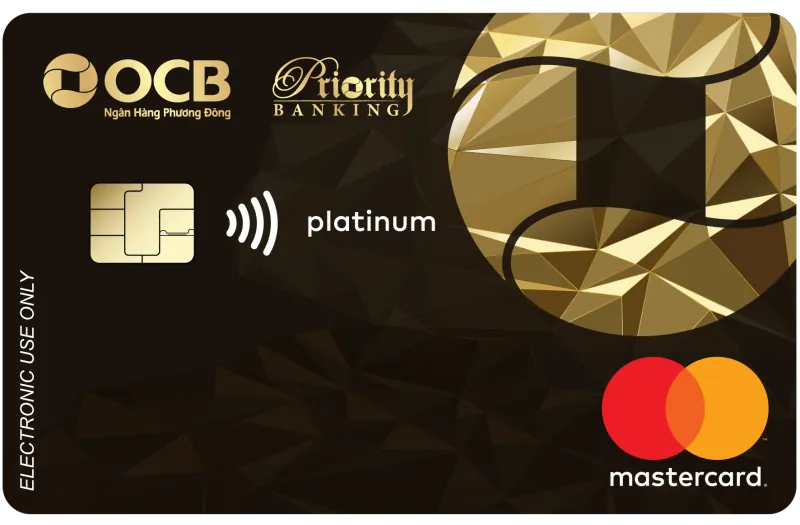 OCB
Ngân Hàng Phương Đông
Priority
BANKING
platinum
ELECTRONIC USE ONLY
mastercard.